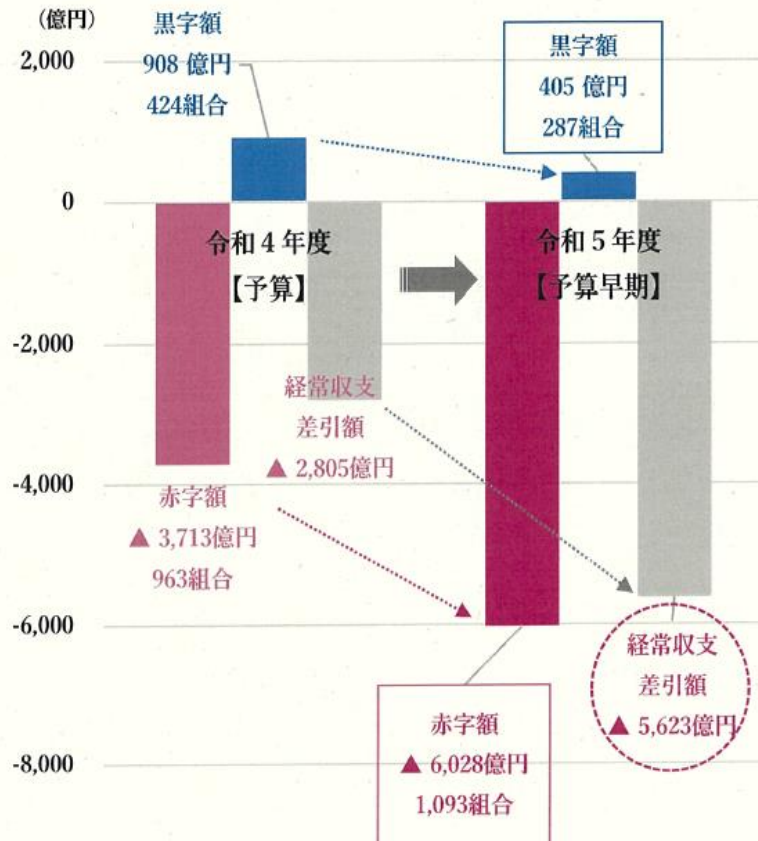 （億円）
2,000
0
-2,000
-4,000
-6,000
-8,000
黒字額
908 億円
424組合
黒字額
405 億円
287組合
令和４年度
【予算】
令和５年度
【予算早期】
経常収支
差引額
▲ 2,805億円
赤字額
▲ 3,713億円
963組合
経常収支
差引額
▲ 5,623億円
赤字額
▲ 6,028億円
1,093組合